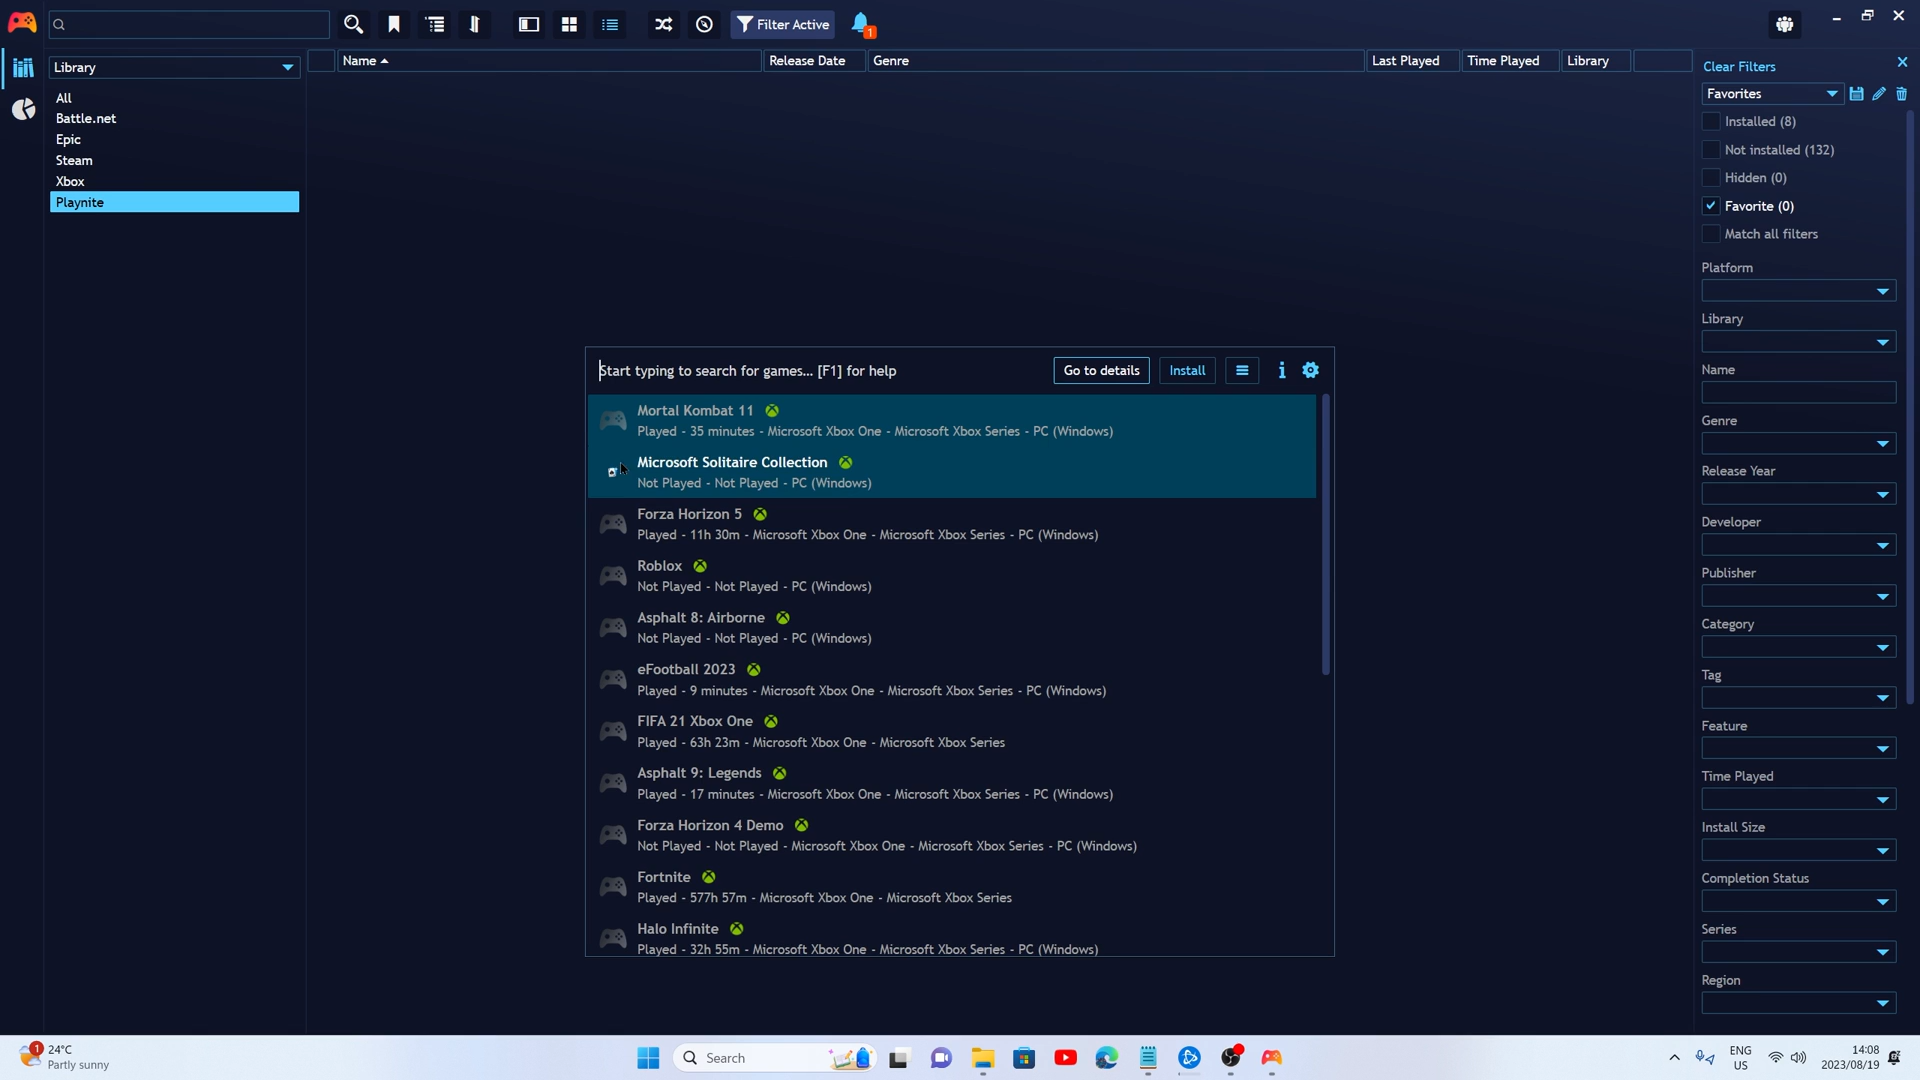 Filter Active
1
Library
All
Battle.net
Epic
Steam
Xbox
Playnite
Name
Release Date
Genre
Last Played
Time Played
Library
Clear Filters
Favorites
Installed (8)
Not installed (132)
Hidden (0)
Favorite (0)
Match all filters
Platform
Library
Name
Genre
Release Year
Developer
Publisher
Category
Tag
Feature
Time Played
Install Size
Completion Status
Series
Region
Start typing to search for games... [F1] for help
Go to details
Install
Mortal Kombat 11
Played - 35 minutes - Microsoft Xbox One - Microsoft Xbox Series - PC (Windows)
Microsoft Solitaire Collection
Not Played - Not Played - PC (Windows)
Forza Horizon 5
Played - 11h 30m - Microsoft Xbox One - Microsoft Xbox Series - PC (Windows)
Roblox
Not Played - Not Played - PC (Windows)
Asphalt 8: Airborne
Not Played - Not Played - PC (Windows)
eFootball 2023
Played - 9 minutes - Microsoft Xbox One - Microsoft Xbox Series - PC (Windows)
FIFA 21 Xbox One
Played - 63h 23m - Microsoft Xbox One - Microsoft Xbox Series
Asphalt 9: Legends
Played - 17 minutes - Microsoft Xbox One - Microsoft Xbox Series - PC (Windows)
Forza Horizon 4 Demo
Not Played - Not Played - Microsoft Xbox One - Microsoft Xbox Series - PC (Windows)
Fortnite
Played - 577h 57m - Microsoft Xbox One - Microsoft Xbox Series
Halo Infinite
Played - 32h 55m - Microsoft Xbox One - Microsoft Xbox Series - PC (Windows)
1
24°C
Partly sunny
Search
ENG
US
14:08
2023/08/19